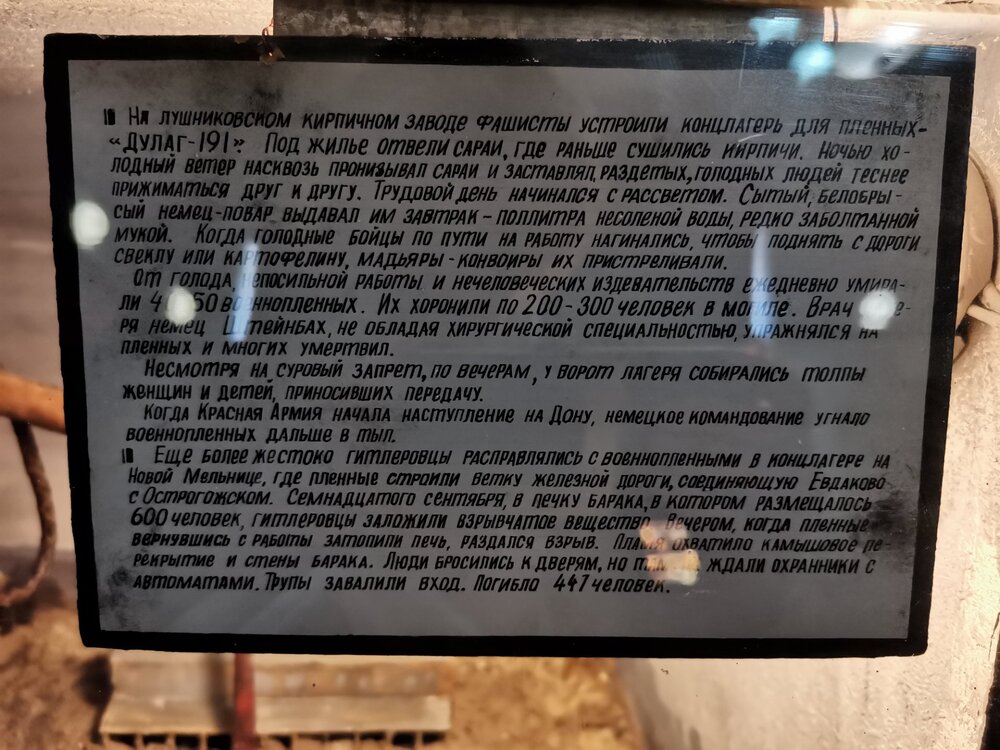 На лушниковском кирпичном заводе фашисты устроили концлагерь для пленных-
«Дулаг-191». Под жилье отвели сараи, где раньше сушились кирпичи. Ночью хо-
лодный ветер насквозь пронизывал сараи и заставлял, раздетых, голодных людей теснее
прижиматься друг к другу. Трудовой день начинался с рассветом. Сытый, белобры-
сый немец-повар выдавал им завтрак – поллитра несоленой воды, редко заболтанной
мукой. Когда голодные бойцы по пути на работу нагинались, чтобы поднять с дороги
свеклу или картофелину, мадьяры-конвоиры их пристреливали.
От голода, непосильной работы и нечеловеческих издевательств ежедневно умира-
ли 4 50 военнопленных. Их хоронили по 200-300 человек в могиле. Врач
ря немец Штейнбах, не обладая хирургической специальностью, упражнялся на
пленных и многих умертвил.
Несмотря на суровый запрет, по вечерам, у ворот лагеря собирались толпы
женщин и детей, приносивших передачу.
Когда Красная Армия начала наступление на Дону, немецкое командование угнало
военнопленных дальше в тыл.
Еще более жестоко гитлеровцы расправлялись с военнопленными в концлагере на
Новой Мельнице, где пленные строили ветку железной дороги, соединяющую Евдаково
с Острогожском. Семнадцатого сентября, в печку барака, в котором размещалось
600 человек, гитлеровцы заложили взрывчатое вещество. Вечером, когда пленные
вернувшись с работы затопили печь, раздался взрыв. Пламя охватило камышовое пе-
рекрытие и стены барака. Люди бросились к дверям, но ждали охранники с
автоматами. Трупы завалили вход. Погибло 447 человек.